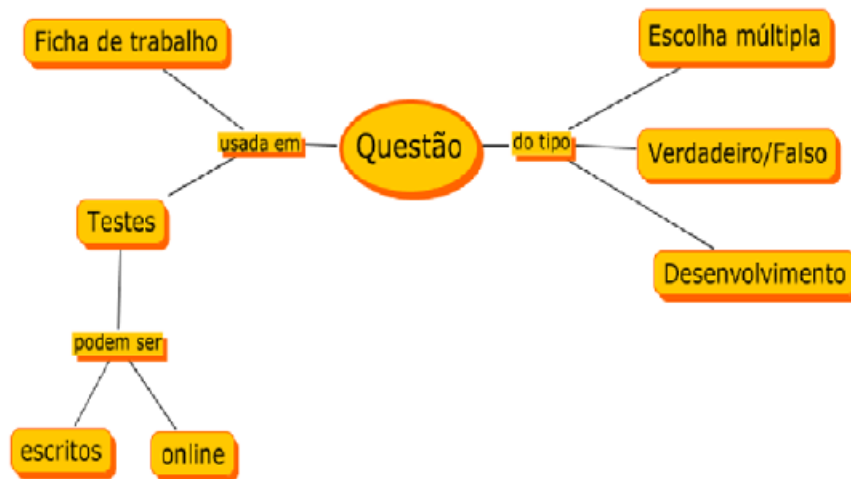 Ficha de trabalho
Escolha múltipla
usada em
Questão
do tipo
Verdadeiro/Falso
Testes
Desenvolvimento
podem ser
escritos
online